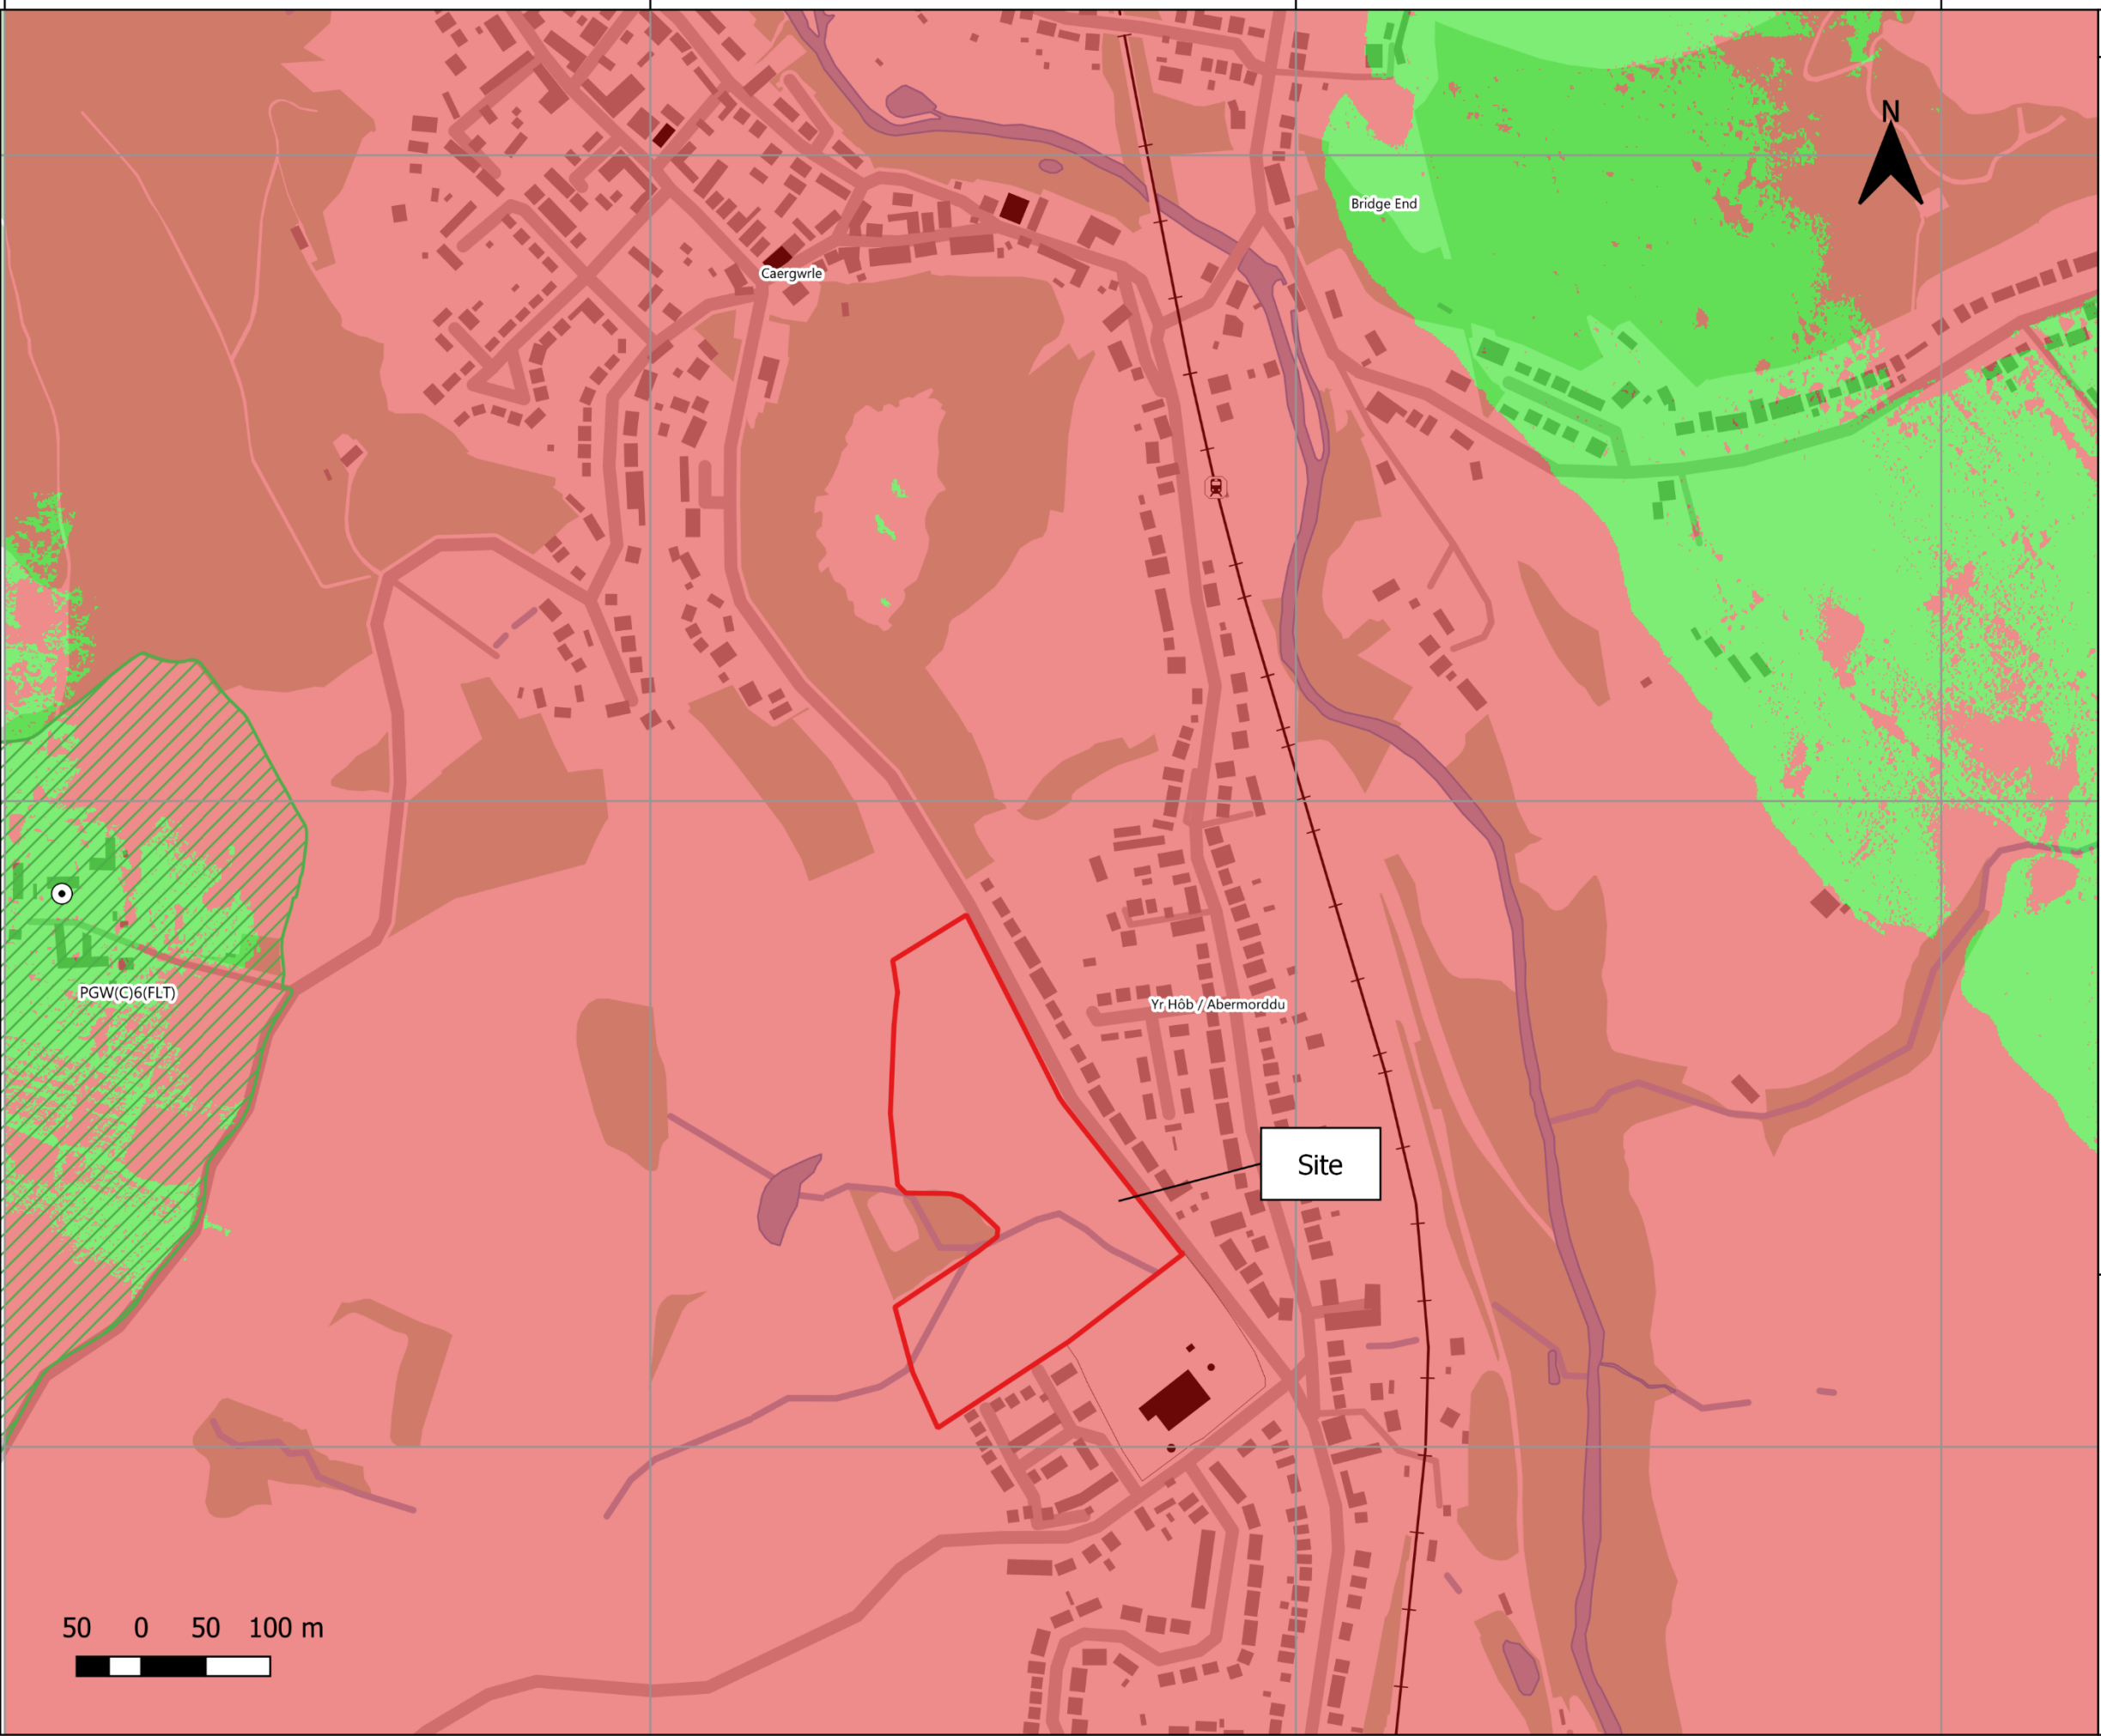 N
Bridge End
Caergwrle
PGW(C)6(FLT)
Yr Hôb / Abermorddu
Site
50 0 50 100 m